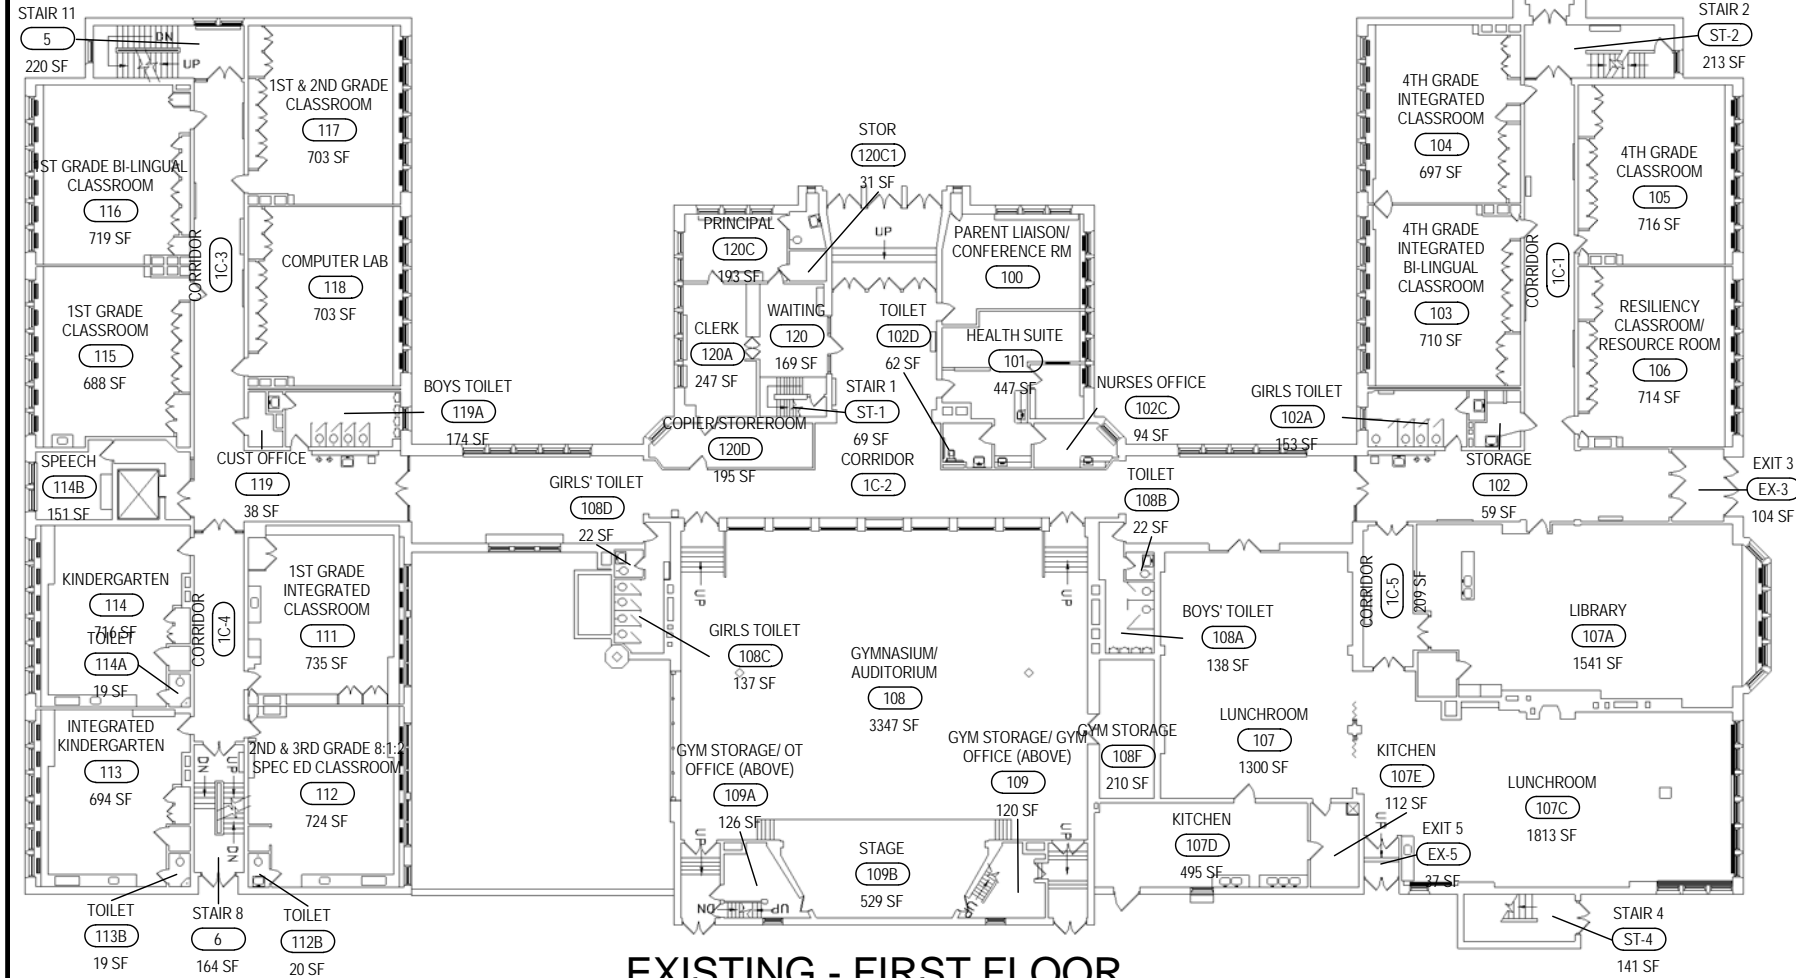 STAIR 11
5
220 SF
DN
UP
1ST & 2ND GRADE
CLASSROOM
117
703 SF
1ST GRADE BI-LINGUAL
CLASSROOM
116
719 SF
CORRIDOR
1C-3
COMPUTER LAB
118
703 SF
1ST GRADE
CLASSROOM
115
688 SF
BOYS TOILET
119A
174 SF
SPEECH
114B
151 SF
CUST OFFICE
119
38 SF
STOR
120C1
31 SF
PRINCIPAL
120C
193 SF
UP
PARENT LIAISON/
CONFERENCE RM
100
CLERK
120A
247 SF
WAITING
120
169 SF
TOILET
102D
62 SF
HEALTH SUITE
101
447 SF
STAIR 1
ST-1
69 SF
NURSES OFFICE
102C
94 SF
COPIER/STOREROOM
120D
195 SF
CORRIDOR
1C-2
STAIR 2
ST-2
213 SF
4TH GRADE
INTEGRATED
CLASSROOM
104
697 SF
4TH GRADE
CLASSROOM
105
716 SF
4TH GRADE
INTEGRATED
BI-LINGUAL
CLASSROOM
103
710 SF
CORRIDOR
1C-1
RESILIENCY
CLASSROOM/
RESOURCE ROOM
106
714 SF
GIRLS TOILET
102A
153 SF
STORAGE
102
59 SF
EXIT 3
EX-3
104 SF
GIRLS' TOILET
108D
22 SF
TOILET
108B
22 SF
KINDERGARTEN
114
716 SF
TOILET
114A
19 SF
CORRIDOR
1C-4
1ST GRADE
INTEGRATED
CLASSROOM
111
735 SF
UP
UP
GIRLS TOILET
108C
137 SF
GYMNASIUM/
AUDITORIUM
108
3347 SF
BOYS' TOILET
108A
138 SF
CORRIDOR
1C-5
209 SF
LIBRARY
107A
1541 SF
INTEGRATED
KINDERGARTEN
113
694 SF
DN
UP
DN
2ND & 3RD GRADE 8:1:2
SPEC ED CLASSROOM
112
724 SF
GYM STORAGE/ OT
OFFICE (ABOVE)
109A
126 SF
GYM STORAGE/ GYM
OFFICE (ABOVE)
109
120 SF
GYM STORAGE
108F
210 SF
LUNCHROOM
107
1300 SF
KITCHEN
107E
112 SF
LUNCHROOM
107C
1813 SF
UP
UP
UP
STAGE
109B
529 SF
KITCHEN
107D
495 SF
EXIT 5
EX-5
37 SF
DN
UP
UP
TOILET
113B
19 SF
STAIR 8
6
164 SF
TOILET
112B
20 SF
STAIR 4
ST-4
141 SF
EXISTING - FIRST FLOOR